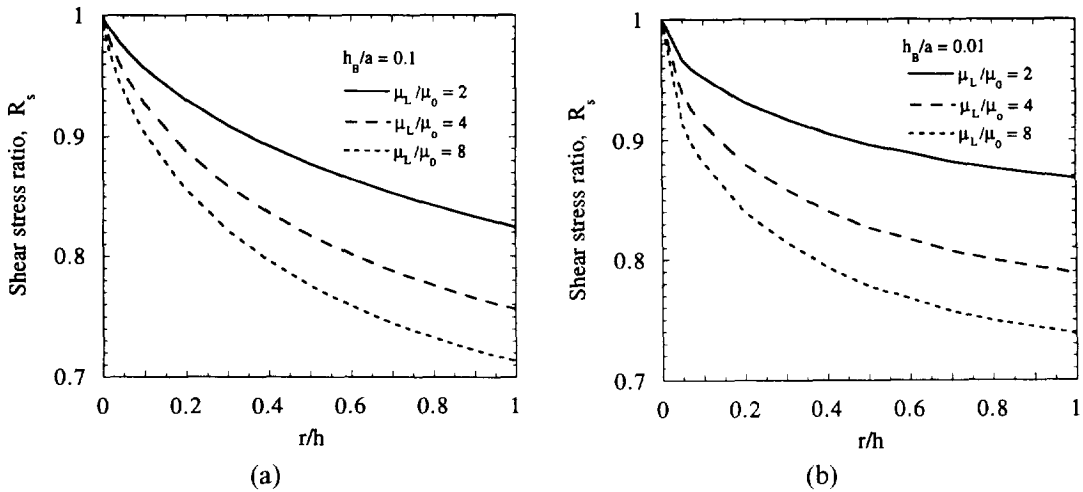 1
0.9
0.8
0.7
Shear stress ratio, R_s
h_B/a = 0.1
μ_L/μ_0 = 2
μ_L/μ_0 = 4
μ_L/μ_0 = 8
0 0.2 0.4 0.6 0.8 1
r/h
(a)
1
0.9
0.8
0.7
Shear stress ratio, R_s
h_B/a = 0.01
μ_L/μ_0 = 2
μ_L/μ_0 = 4
μ_L/μ_0 = 8
0 0.2 0.4 0.6 0.8 1
r/h
(b)